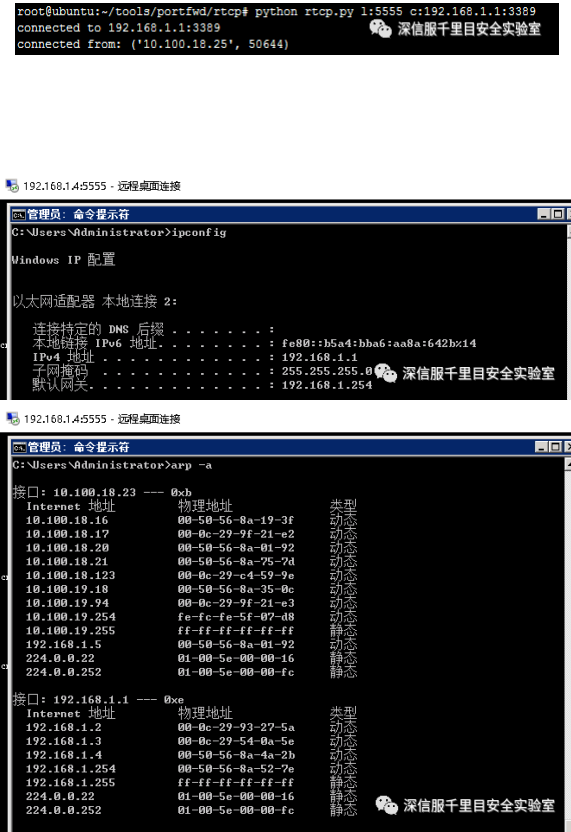 root@ubuntu:~/tools/portfwd/rtcp# python rtcp.py l:5555 c:192.168.1.1:3389
connected to 192.168.1.1:3389
深信服千里目安全实验室
connected from: ('10.100.18.25', 50644)
192.168.1.4:5555 - 远程桌面连接
管理员: 命令提示符
C:\Users\Administrator>ipconfig
Windows IP 配置
以太网适配器 本地连接 2:
连接特定的 DNS 后缀 . . . . . . . :
本地链接 IPv6 地址. . . . . . . . : fe80::b5a4:bba6:aa8a:642b%14
IPv4 地址 . . . . . . . . . . . . : 192.168.1.1
子网掩码 . . . . . . . . . . . . : 255.255.255.0
深信服千里目安全实验室
默认网关. . . . . . . . . . . . . : 192.168.1.254
192.168.1.4:5555 - 远程桌面连接
管理员: 命令提示符
C:\Users\Administrator>arp -a
接口: 10.100.18.23 --- 0xb
Internet 地址 物理地址 类型
10.100.18.16 00-50-56-8a-19-3f 动态
10.100.18.17 00-0c-29-9f-21-e2 动态
10.100.18.20 00-50-56-8a-01-92 动态
10.100.18.21 00-50-56-8a-75-7d 动态
10.100.18.123 00-0c-29-c4-59-9e 动态
10.100.19.18 00-50-56-8a-35-0c 动态
10.100.19.94 00-0c-29-9f-21-e3 动态
10.100.19.254 fe-fc-fe-5f-07-d8 动态
10.100.19.255 ff-ff-ff-ff-ff-ff 静态
192.168.1.5 00-50-56-8a-01-92 动态
224.0.0.22 01-00-5e-00-00-16 静态
224.0.0.252 01-00-5e-00-00-fc 静态
接口: 192.168.1.1 --- 0xe
Internet 地址 物理地址 类型
192.168.1.2 00-0c-29-93-27-5a 动态
192.168.1.3 00-0c-29-54-0a-5e 动态
192.168.1.4 00-50-56-8a-4a-2b 动态
192.168.1.254 00-50-56-8a-52-7e 动态
192.168.1.255 ff-ff-ff-ff-ff-ff 静态
224.0.0.22 01-00-5e-00-00-16 静态
224.0.0.252 01-00-5e-00-00-fc 静态
深信服千里目安全实验室